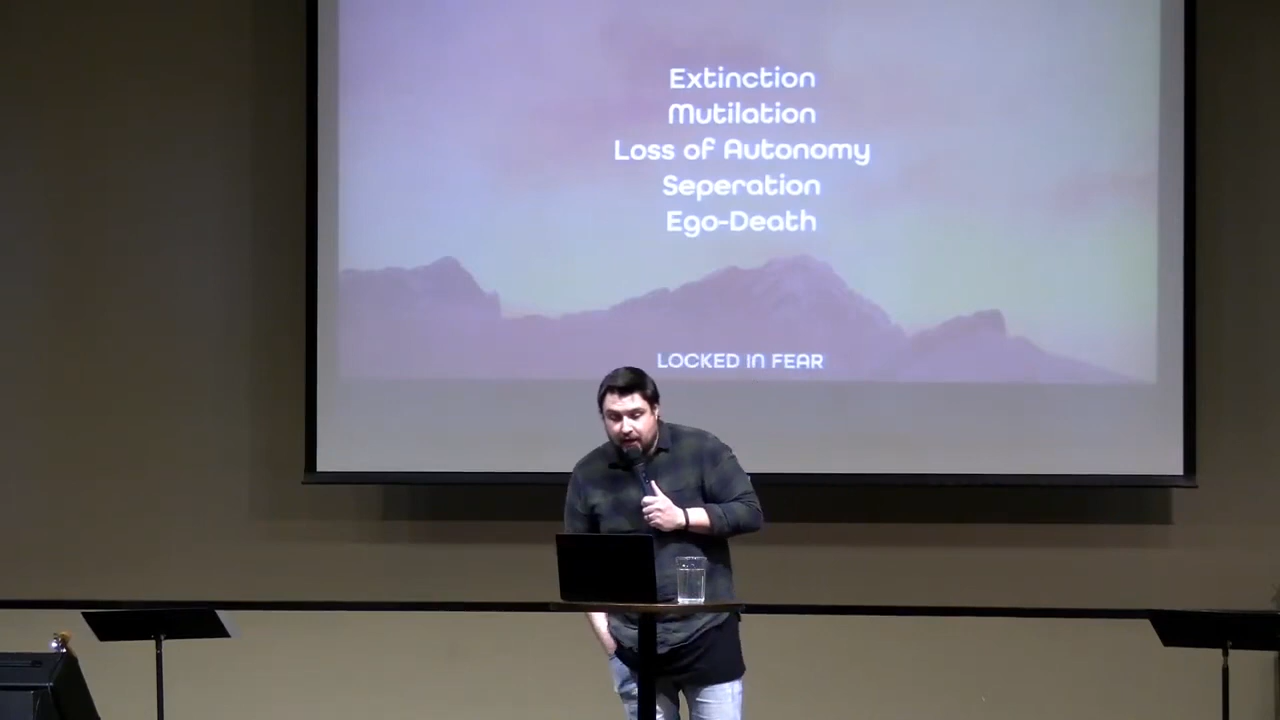 Extinction
Mutilation
Loss of Autonomy
Seperation
Ego-Death
LOCKED IN FEAR